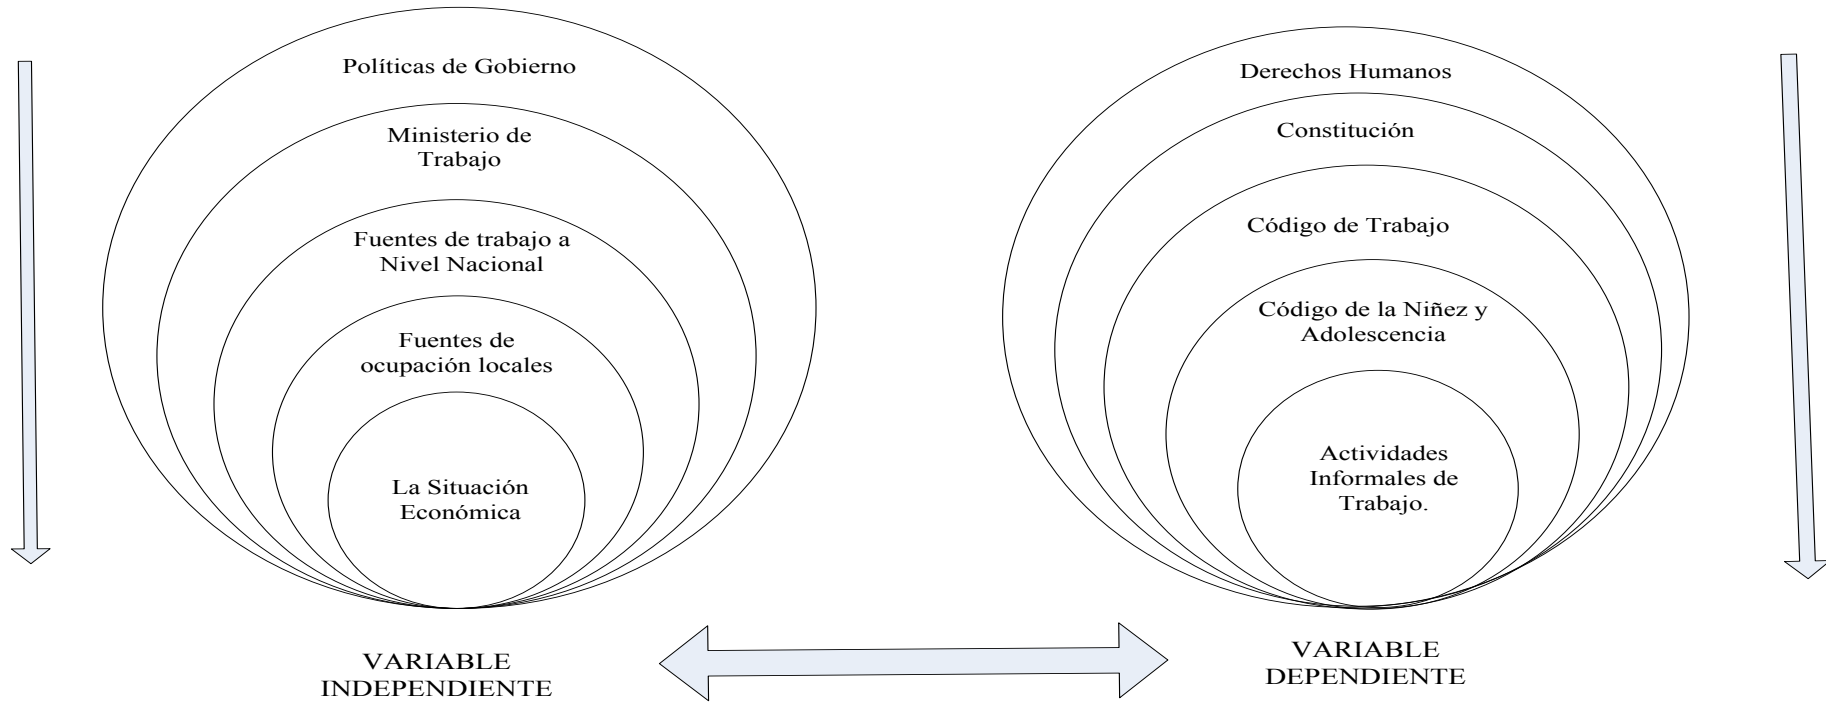 Políticas de Gobierno
Ministerio de
Trabajo
Fuentes de trabajo a
Nivel Nacional
Fuentes de
ocupación locales
La Situación
Económica
VARIABLE
INDEPENDIENTE
Derechos Humanos
Constitución
Código de Trabajo
Código de la Niñez y
Adolescencia
Actividades
Informales de
Trabajo.
VARIABLE
DEPENDIENTE